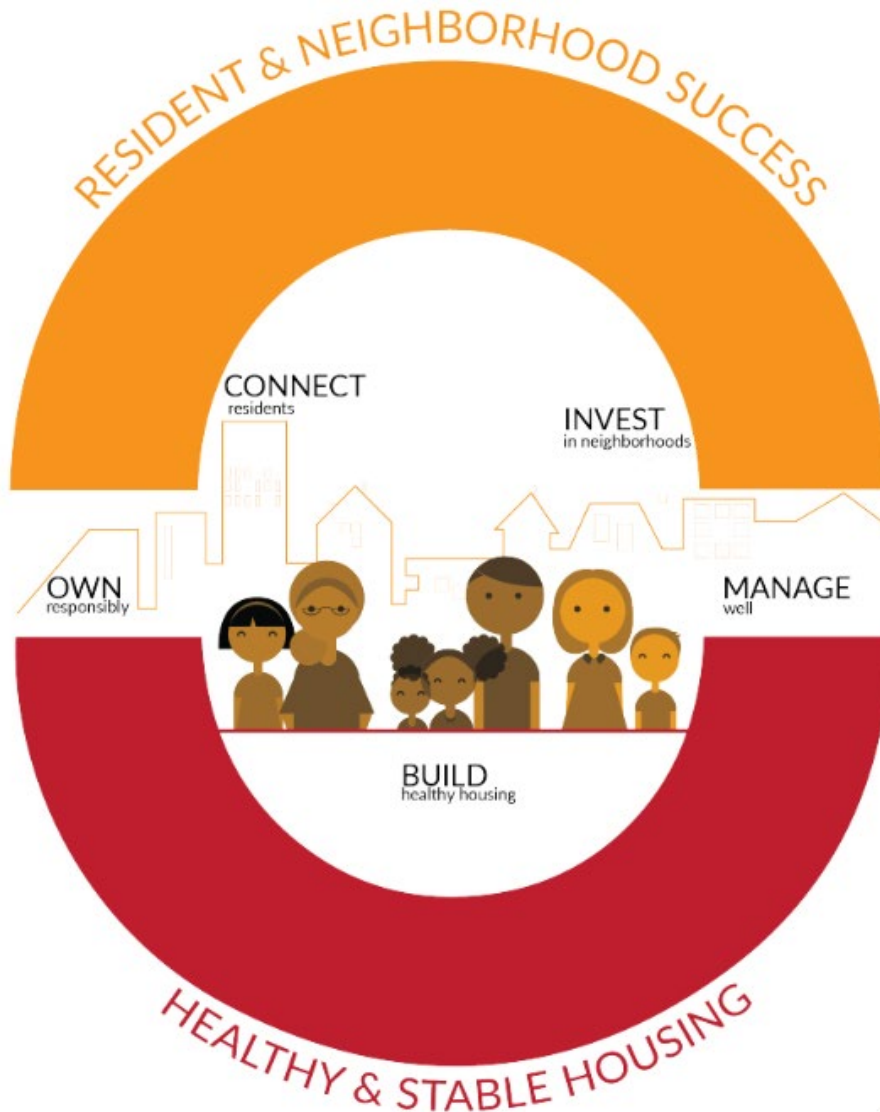 RESIDENT & NEIGHBORHOOD SUCCESS
CONNECT
residents
INVEST
in neighborhoods
OWN
responsibly
MANAGE
well
BUILD
healthy housing
HEALTHY & STABLE HOUSING